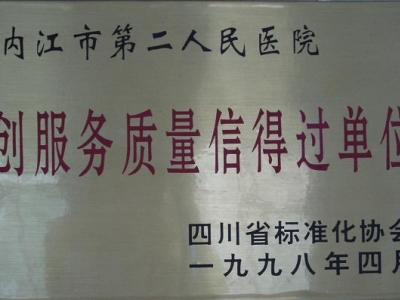 内江市第二人民医院
创服务质量信得过单位
四川省标准化协会
一九九八年四月